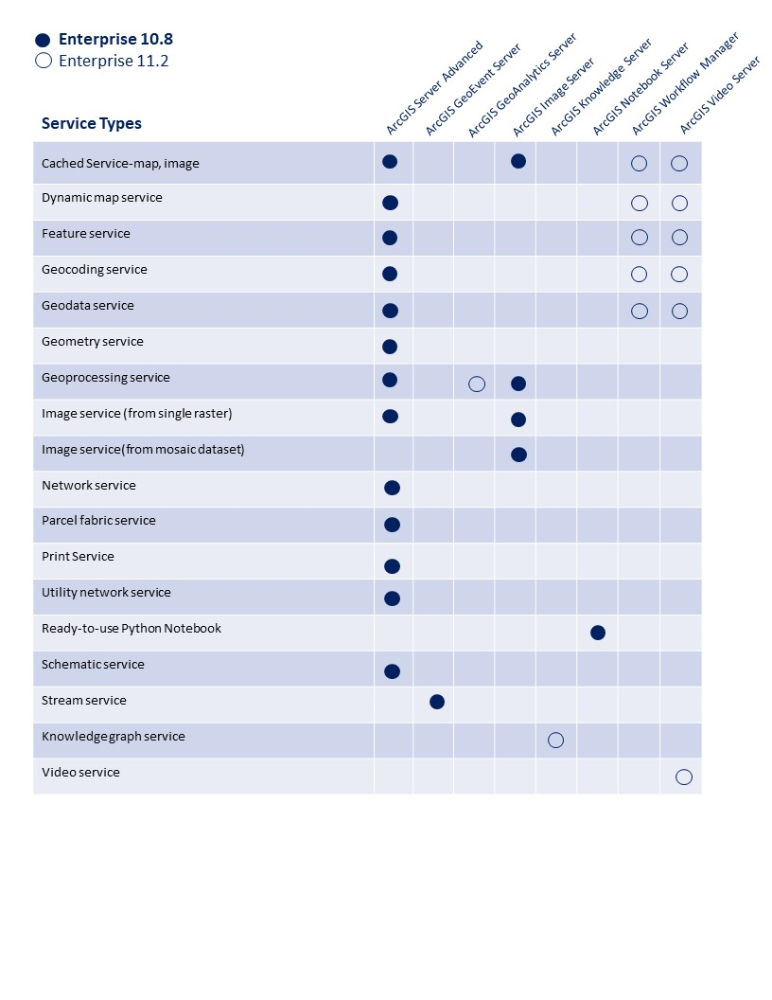 Enterprise 10.8
Enterprise 11.2
Service Types
ArcGIS Server Advanced
ArcGIS GeoEvent Server
ArcGIS GeoAnalytics Server
ArcGIS Image Server
ArcGIS Knowledge Server
ArcGIS Notebook Server
ArcGIS Workflow Manager
ArcGIS Video Server
Cached Service-map, image
Dynamic map service
Feature service
Geocoding service
Geodata service
Geometry service
Geoprocessing service
Image service (from single raster)
Image service(from mosaic dataset)
Network service
Parcel fabric service
Print Service
Utility network service
Ready-to-use Python Notebook
Schematic service
Stream service
Knowledge graph service
Video service